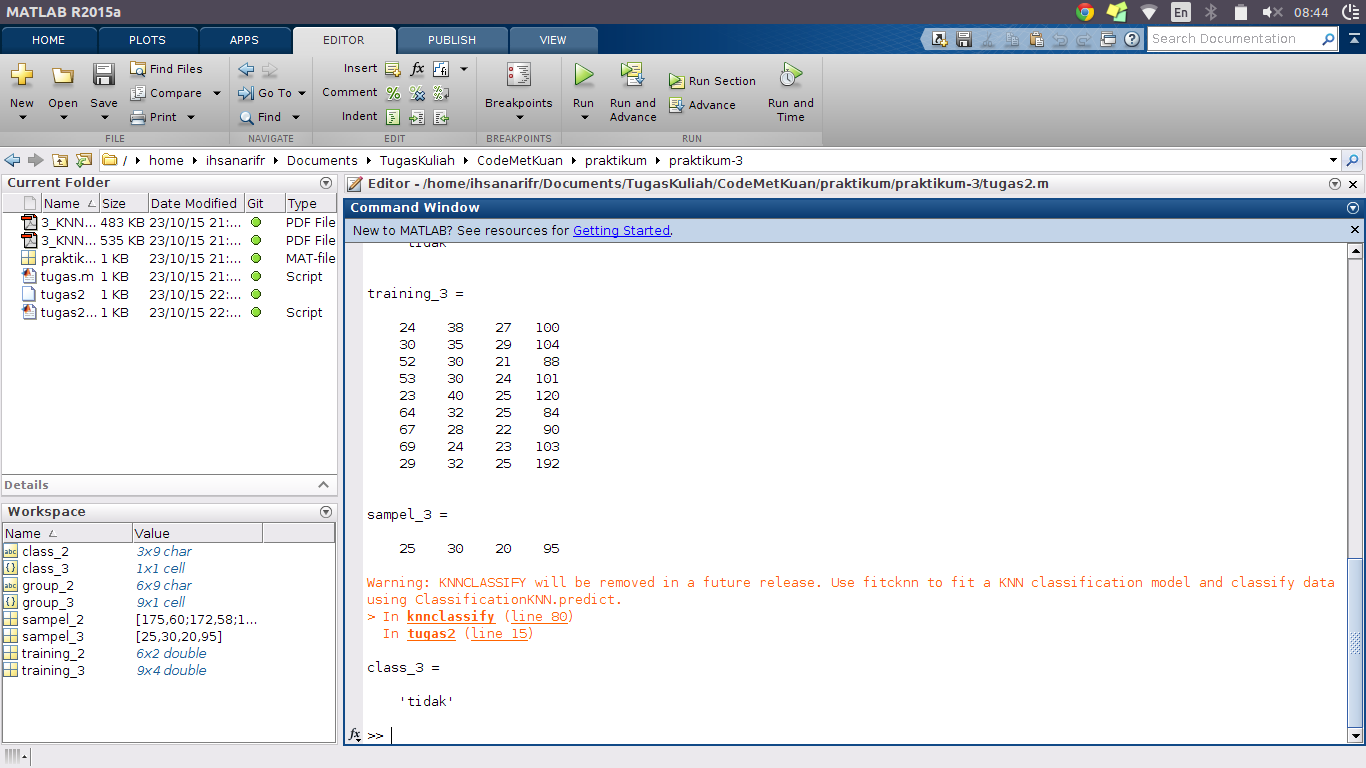 MATLAB R2015a
En
08:44
HOME PLOTS APPS EDITOR PUBLISH VIEW
Search Documentation
New Open Save
Find Files
Compare
Print
FILE
Go To
Find
NAVIGATE
Insert fx
Comment
Indent
EDIT
Breakpoints
BREAKPOINTS
Run
Run and Advance
Run Section
Advance
Run and Time
RUN
/ home ihsanarifr Documents TugasKuliah CodeMetKuan praktikum praktikum-3
Current Folder
Name Size Date Modified Git Type
3_KNN... 483 KB 23/10/15 21:... PDF File
3_KNN... 535 KB 23/10/15 21:... PDF File
praktik... 1 KB 23/10/15 21:... MAT-file
tugas.m 1 KB 23/10/15 21:... Script
tugas2 1 KB 23/10/15 22:...
tugas2... 1 KB 23/10/15 22:... Script
Details
Workspace
Name Value
class_2 3x9 char
class_3 1x1 cell
group_2 6x9 char
group_3 9x1 cell
sampel_2 [175,60;172,58;1...
sampel_3 [25,30,20,95]
training_2 6x2 double
training_3 9x4 double
Editor - /home/ihsanarifr/Documents/TugasKuliah/CodeMetKuan/praktikum/praktikum-3/tugas2.m
Command Window
New to MATLAB? See resources for Getting Started.
'tidak'
training_3 =
24 38 27 100
30 35 29 104
52 30 21 88
53 30 24 101
23 40 25 120
64 32 25 84
67 28 22 90
69 24 23 103
29 32 25 192
sampel_3 =
25 30 20 95
Warning: KNNCLASSIFY will be removed in a future release. Use fitcknn to fit a KNN classification model and classify data
using ClassificationKNN.predict.
> In knnclassify (line 80)
In tugas2 (line 15)
class_3 =
'tidak'
fx >>